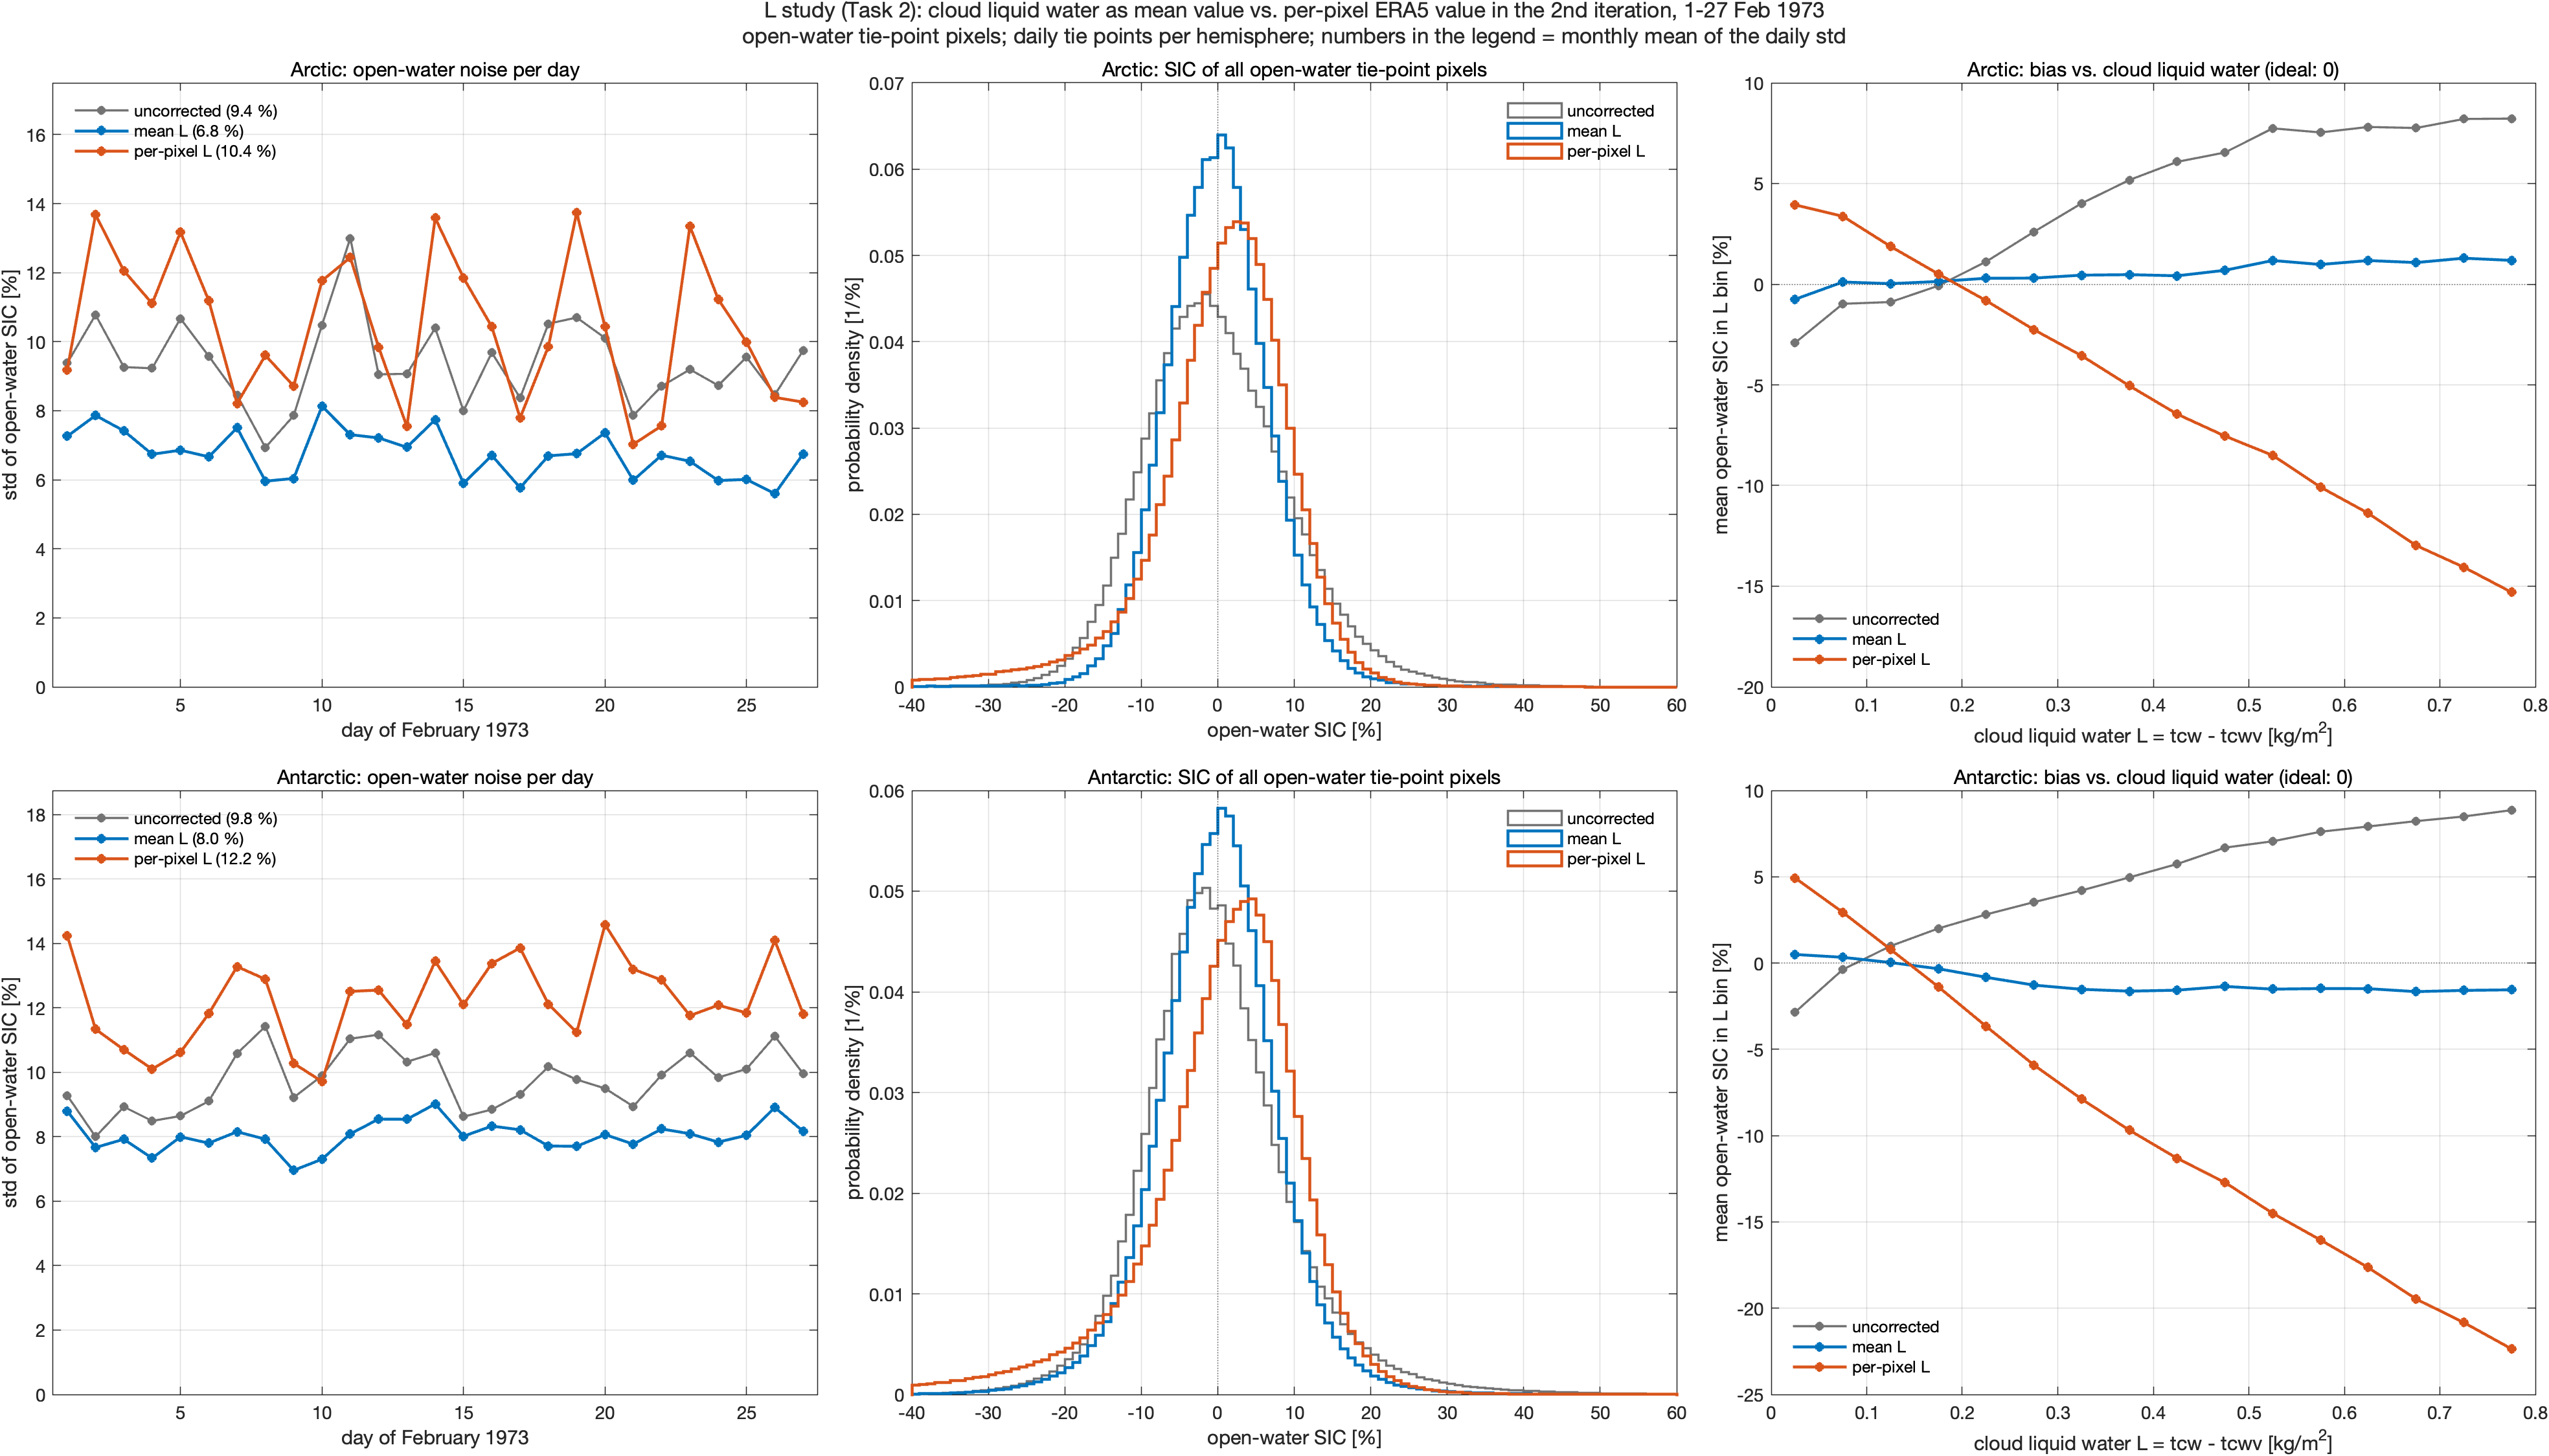 L study (Task 2): cloud liquid water as mean value vs. per-pixel ERA5 value in the 2nd iteration, 1-27 Feb 1973
open-water tie-point pixels; daily tie points per hemisphere; numbers in the legend = monthly mean of the daily std
Arctic: open-water noise per day
uncorrected (9.4 %)
mean L (6.8 %)
per-pixel L (10.4 %)
std of open-water SIC [%]
0
2
4
6
8
10
12
14
16
5
10
15
20
25
day of February 1973
Arctic: SIC of all open-water tie-point pixels
uncorrected
mean L
per-pixel L
probability density [1/%]
0
0.01
0.02
0.03
0.04
0.05
0.06
0.07
-40
-30
-20
-10
0
10
20
30
40
50
60
open-water SIC [%]
Arctic: bias vs. cloud liquid water (ideal: 0)
uncorrected
mean L
per-pixel L
mean open-water SIC in L bin [%]
10
5
0
-5
-10
-15
-20
0
0.1
0.2
0.3
0.4
0.5
0.6
0.7
0.8
cloud liquid water L = tcw - tcwv [kg/m²]
Antarctic: open-water noise per day
uncorrected (9.8 %)
mean L (8.0 %)
per-pixel L (12.2 %)
std of open-water SIC [%]
0
2
4
6
8
10
12
14
16
18
5
10
15
20
25
day of February 1973
Antarctic: SIC of all open-water tie-point pixels
uncorrected
mean L
per-pixel L
probability density [1/%]
0
0.01
0.02
0.03
0.04
0.05
0.06
-40
-30
-20
-10
0
10
20
30
40
50
60
open-water SIC [%]
Antarctic: bias vs. cloud liquid water (ideal: 0)
uncorrected
mean L
per-pixel L
mean open-water SIC in L bin [%]
10
5
0
-5
-10
-15
-20
-25
0
0.1
0.2
0.3
0.4
0.5
0.6
0.7
0.8
cloud liquid water L = tcw - tcwv [kg/m²]